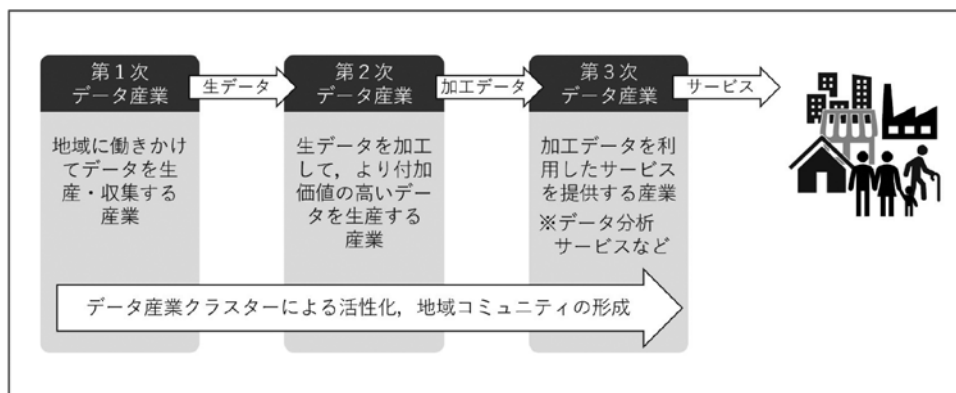 第1次
データ産業
生データ
第2次
データ産業
加工データ
第3次
データ産業
サービス
地域に働きかけ
てデータを生
産・収集する
産業
生データを加工
して，より付加
価値の高いデー
タを生産する
産業
加工データを利
用したサービス
を提供する産業
※データ分析
サービスなど
データ産業クラスターによる活性化，地域コミュニティの形成